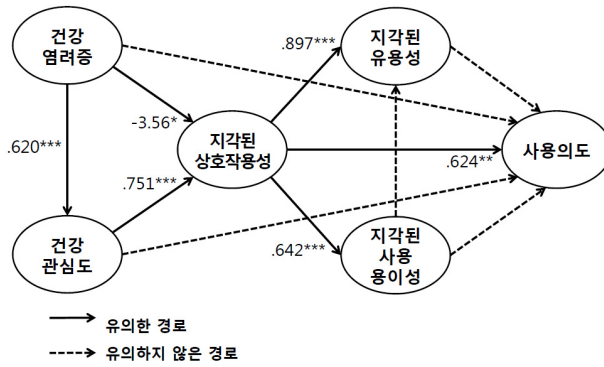 건강
염려증
.897***
지각된
유용성
-3.56*
.620***
지각된
상호작용성
사용의도
.624**
.751***
건강
관심도
.642***
지각된
사용
용이성
유의한 경로
유의하지 않은 경로